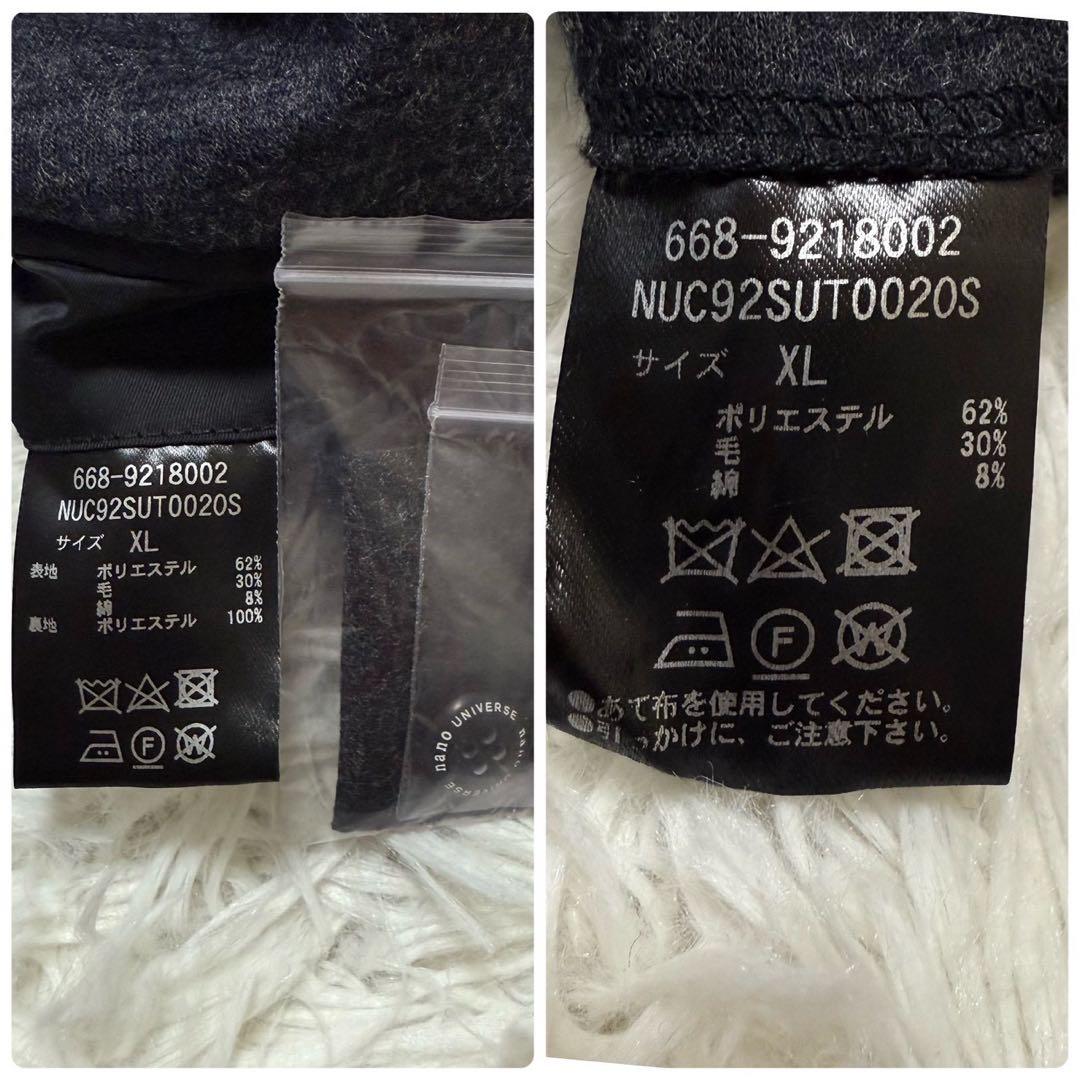 668-9218002
NUC92SUT0020S
サイズ XL
表地 ポリエステル 62%
毛 30%
綿 8%
裏地 ポリエステル 100%
F
W
nano UNIVERSE nano UNIVERSE
668-9218002
NUC92SUT0020S
サイズ XL
ポリエステル 62%
毛 30%
綿 8%
F
W
●あて布を使用してください。
●引っかけに、ご注意下さい。